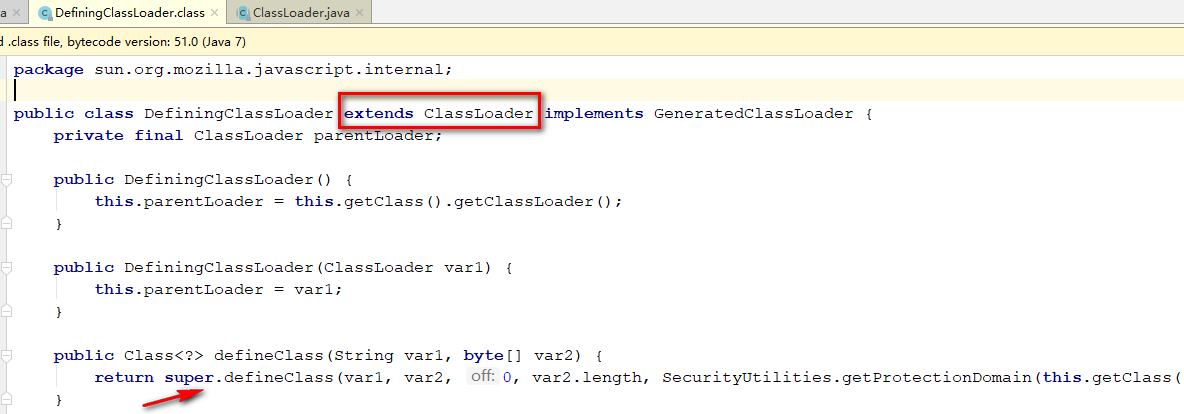 a DefiningClassLoader.class ClassLoader.java
d .class file, bytecode version: 51.0 (Java 7)
package sun.org.mozilla.javascript.internal;
public class DefiningClassLoader extends ClassLoader implements GeneratedClassLoader {
private final ClassLoader parentLoader;
public DefiningClassLoader() {
this.parentLoader = this.getClass().getClassLoader();
}
public DefiningClassLoader(ClassLoader var1) {
this.parentLoader = var1;
}
public Class<?> defineClass(String var1, byte[] var2) {
return super.defineClass(var1, var2, off: 0, var2.length, SecurityUtilities.getProtectionDomain(this.getClass(
}